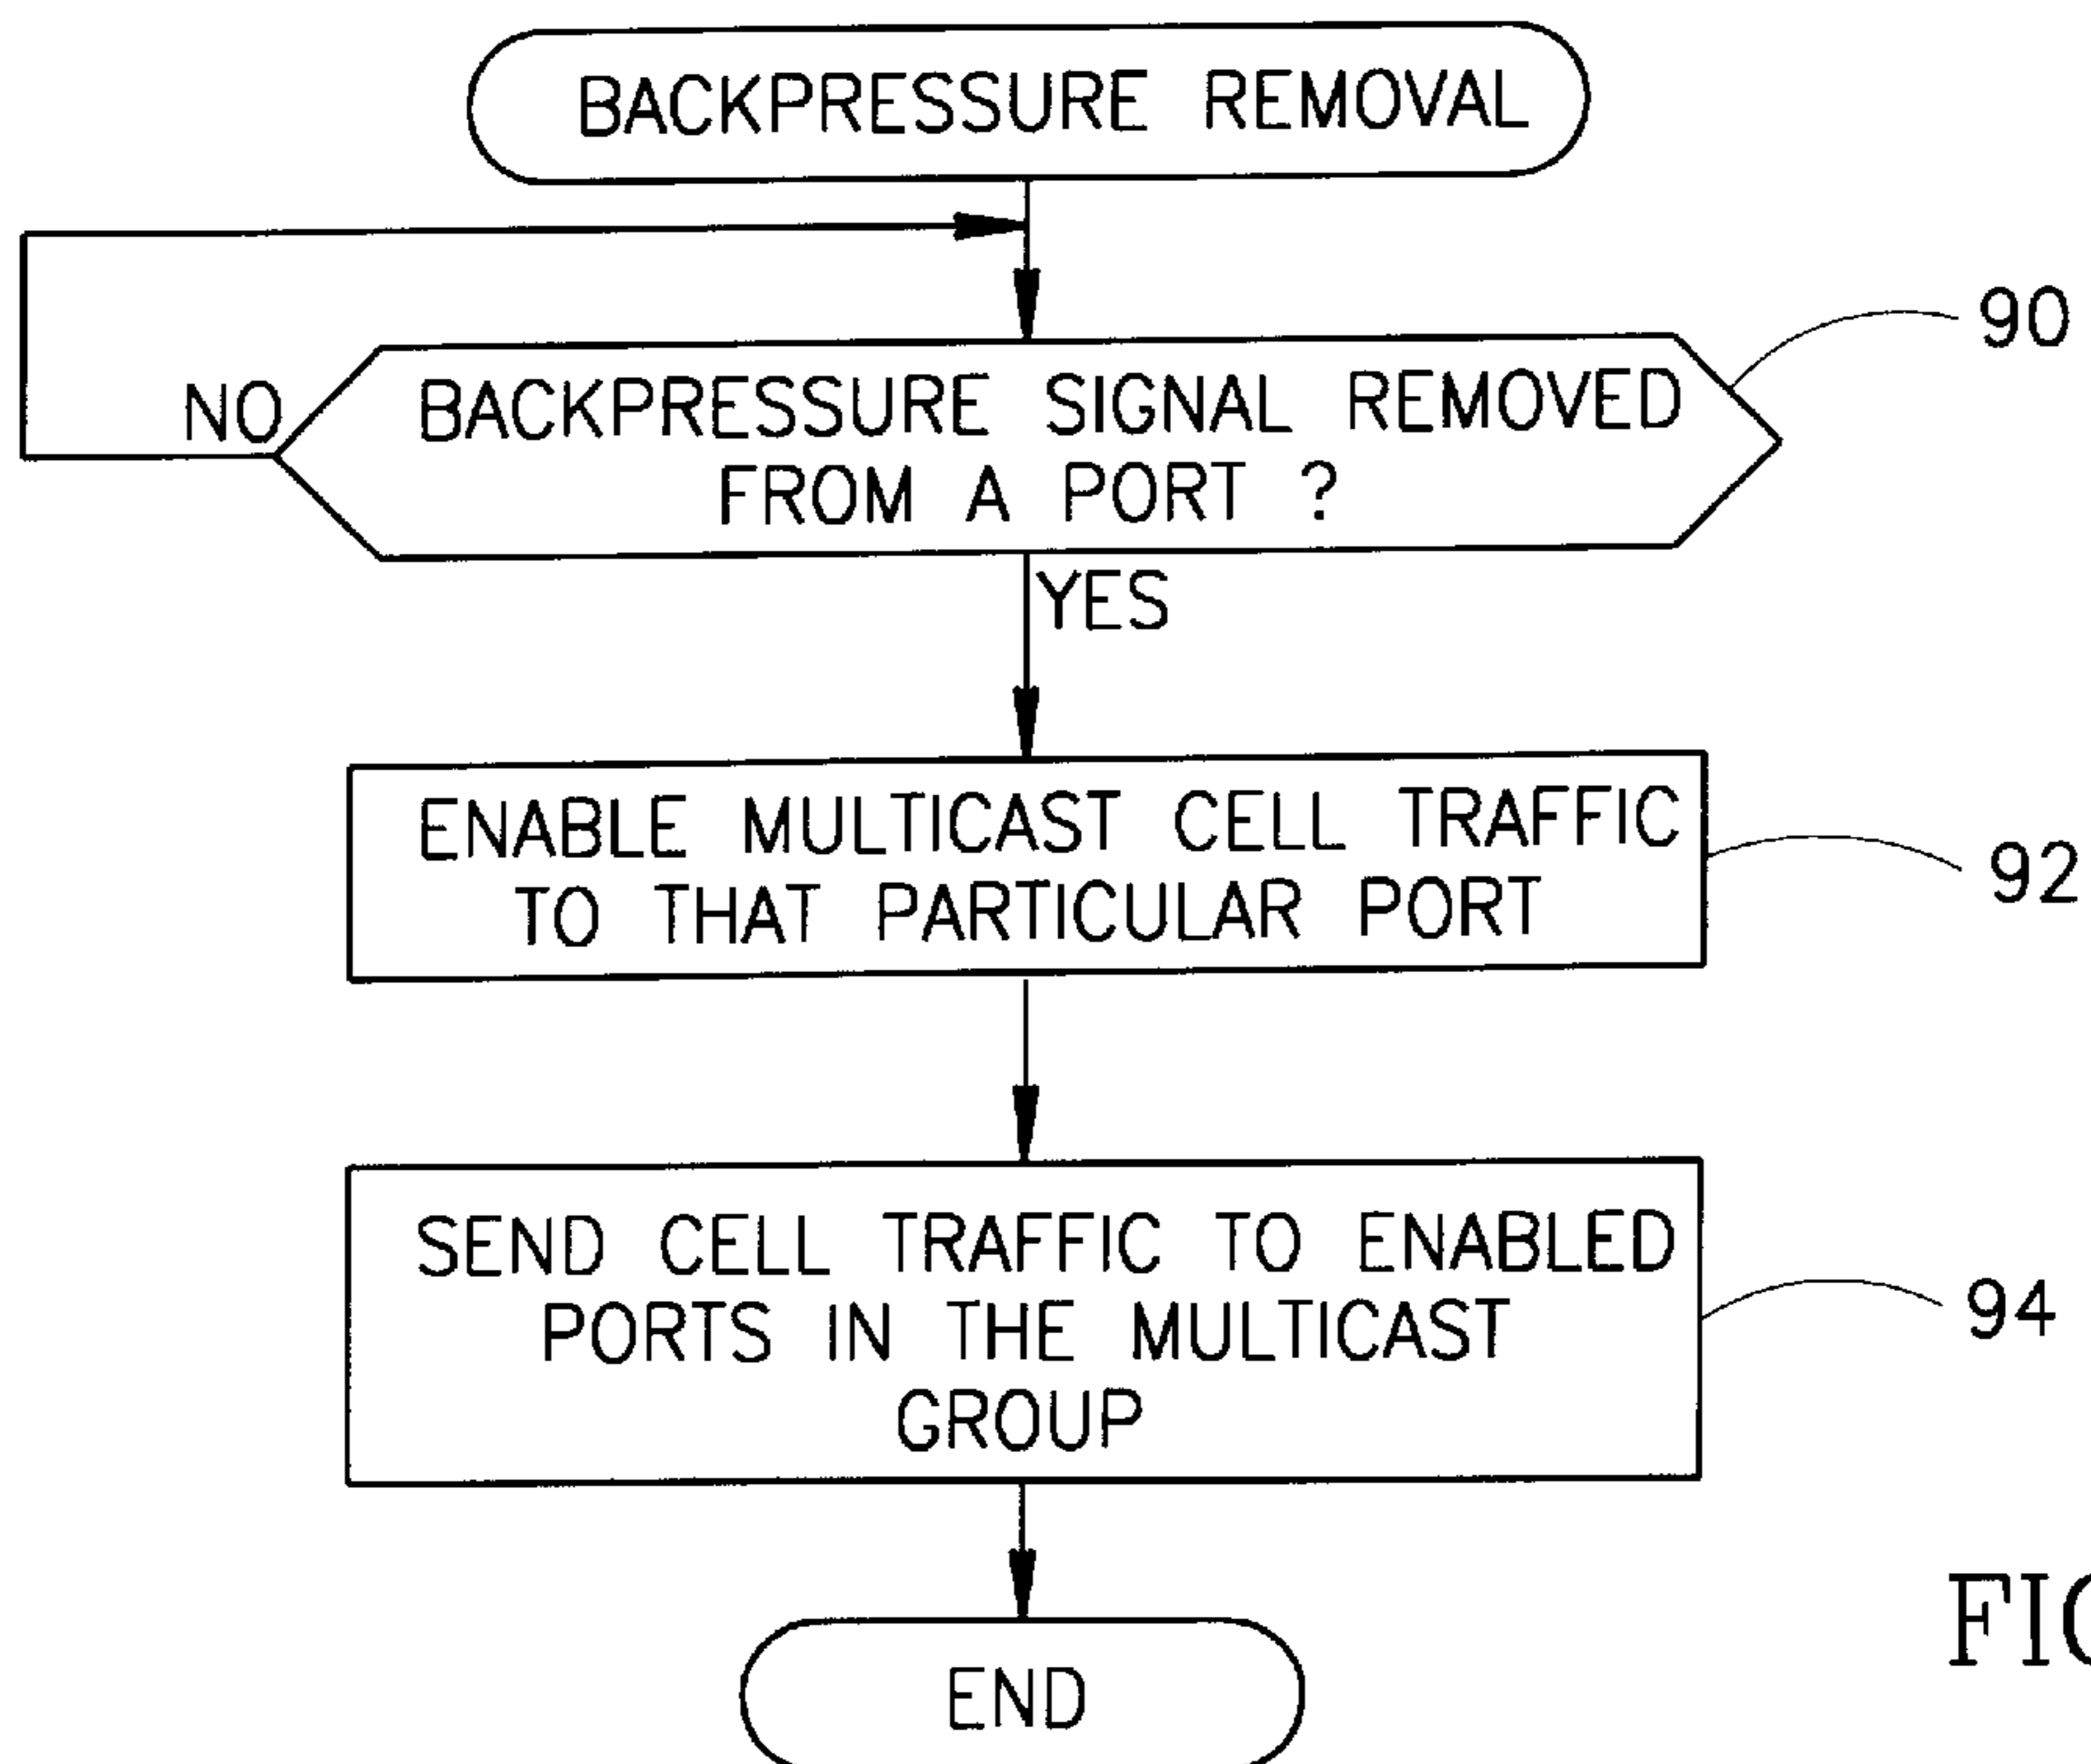 BACKPRESSURE REMOVAL
90
NO
BACKPRESSURE SIGNAL REMOVED
FROM A PORT ?
YES
ENABLE MULTICAST CELL TRAFFIC
TO THAT PARTICULAR PORT
92
SEND CELL TRAFFIC TO ENABLED
PORTS IN THE MULTICAST
GROUP
94
END